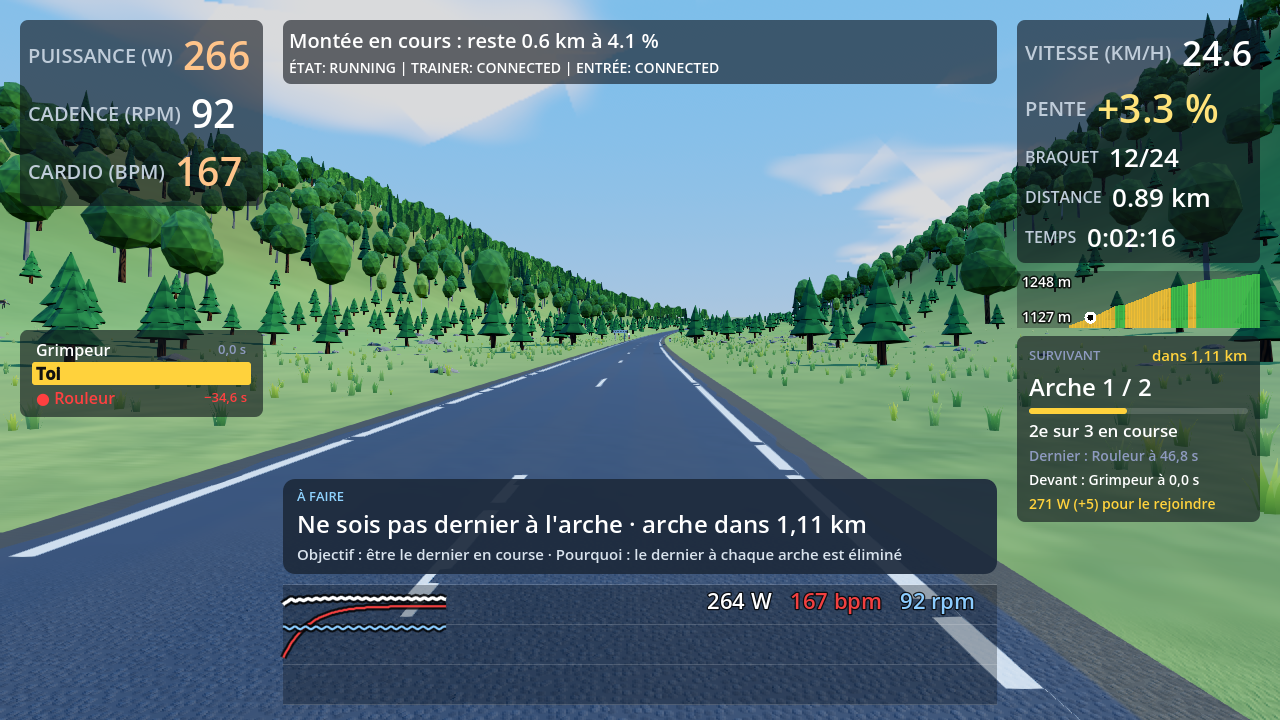 PUISSANCE (W) 266
CADENCE (RPM) 92
CARDIO (BPM) 167
Montée en cours : reste 0.6 km à 4.1 %
ÉTAT: RUNNING | TRAINER: CONNECTED | ENTRÉE: CONNECTED
VITESSE (KM/H) 24.6
PENTE +3.3 %
BRAQUET 12/24
DISTANCE 0.89 km
TEMPS 0:02:16
1248 m
1127 m
Grimpeur 0,0 s
Toi
Rouleur −34,6 s
SURVIVANT dans 1,11 km
Arche 1 / 2
2e sur 3 en course
Dernier : Rouleur à 46,8 s
Devant : Grimpeur à 0,0 s
271 W (+5) pour le rejoindre
À FAIRE
Ne sois pas dernier à l'arche · arche dans 1,11 km
Objectif : être le dernier en course · Pourquoi : le dernier à chaque arche est éliminé
264 W 167 bpm 92 rpm